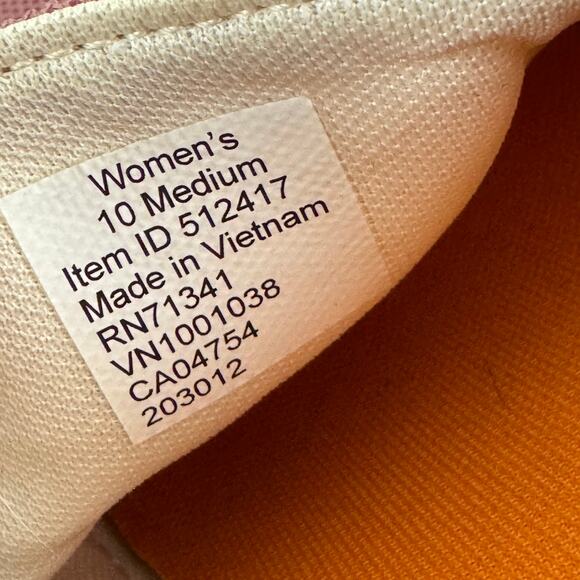 Women's
10 Medium
Item ID 512417
Made in Vietnam
RN71341
VN1001038
CA04754
203012